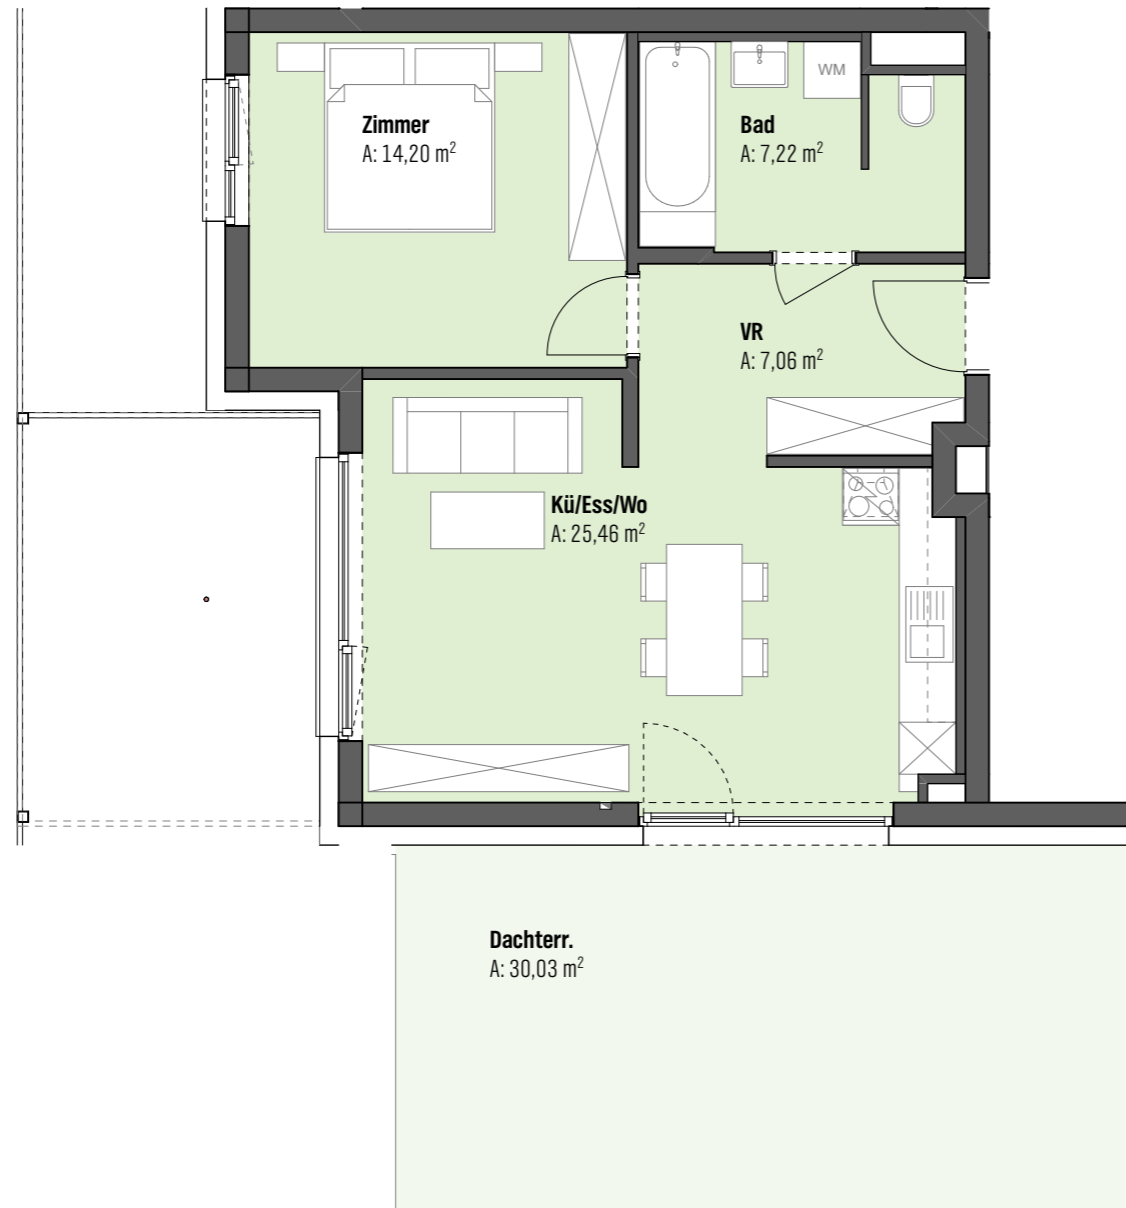 Zimmer
A: 14,20 m²
WM
Bad
A: 7,22 m²
VR
A: 7,06 m²
Kü/Ess/Wo
A: 25,46 m²
Dachterr.
A: 30,03 m²